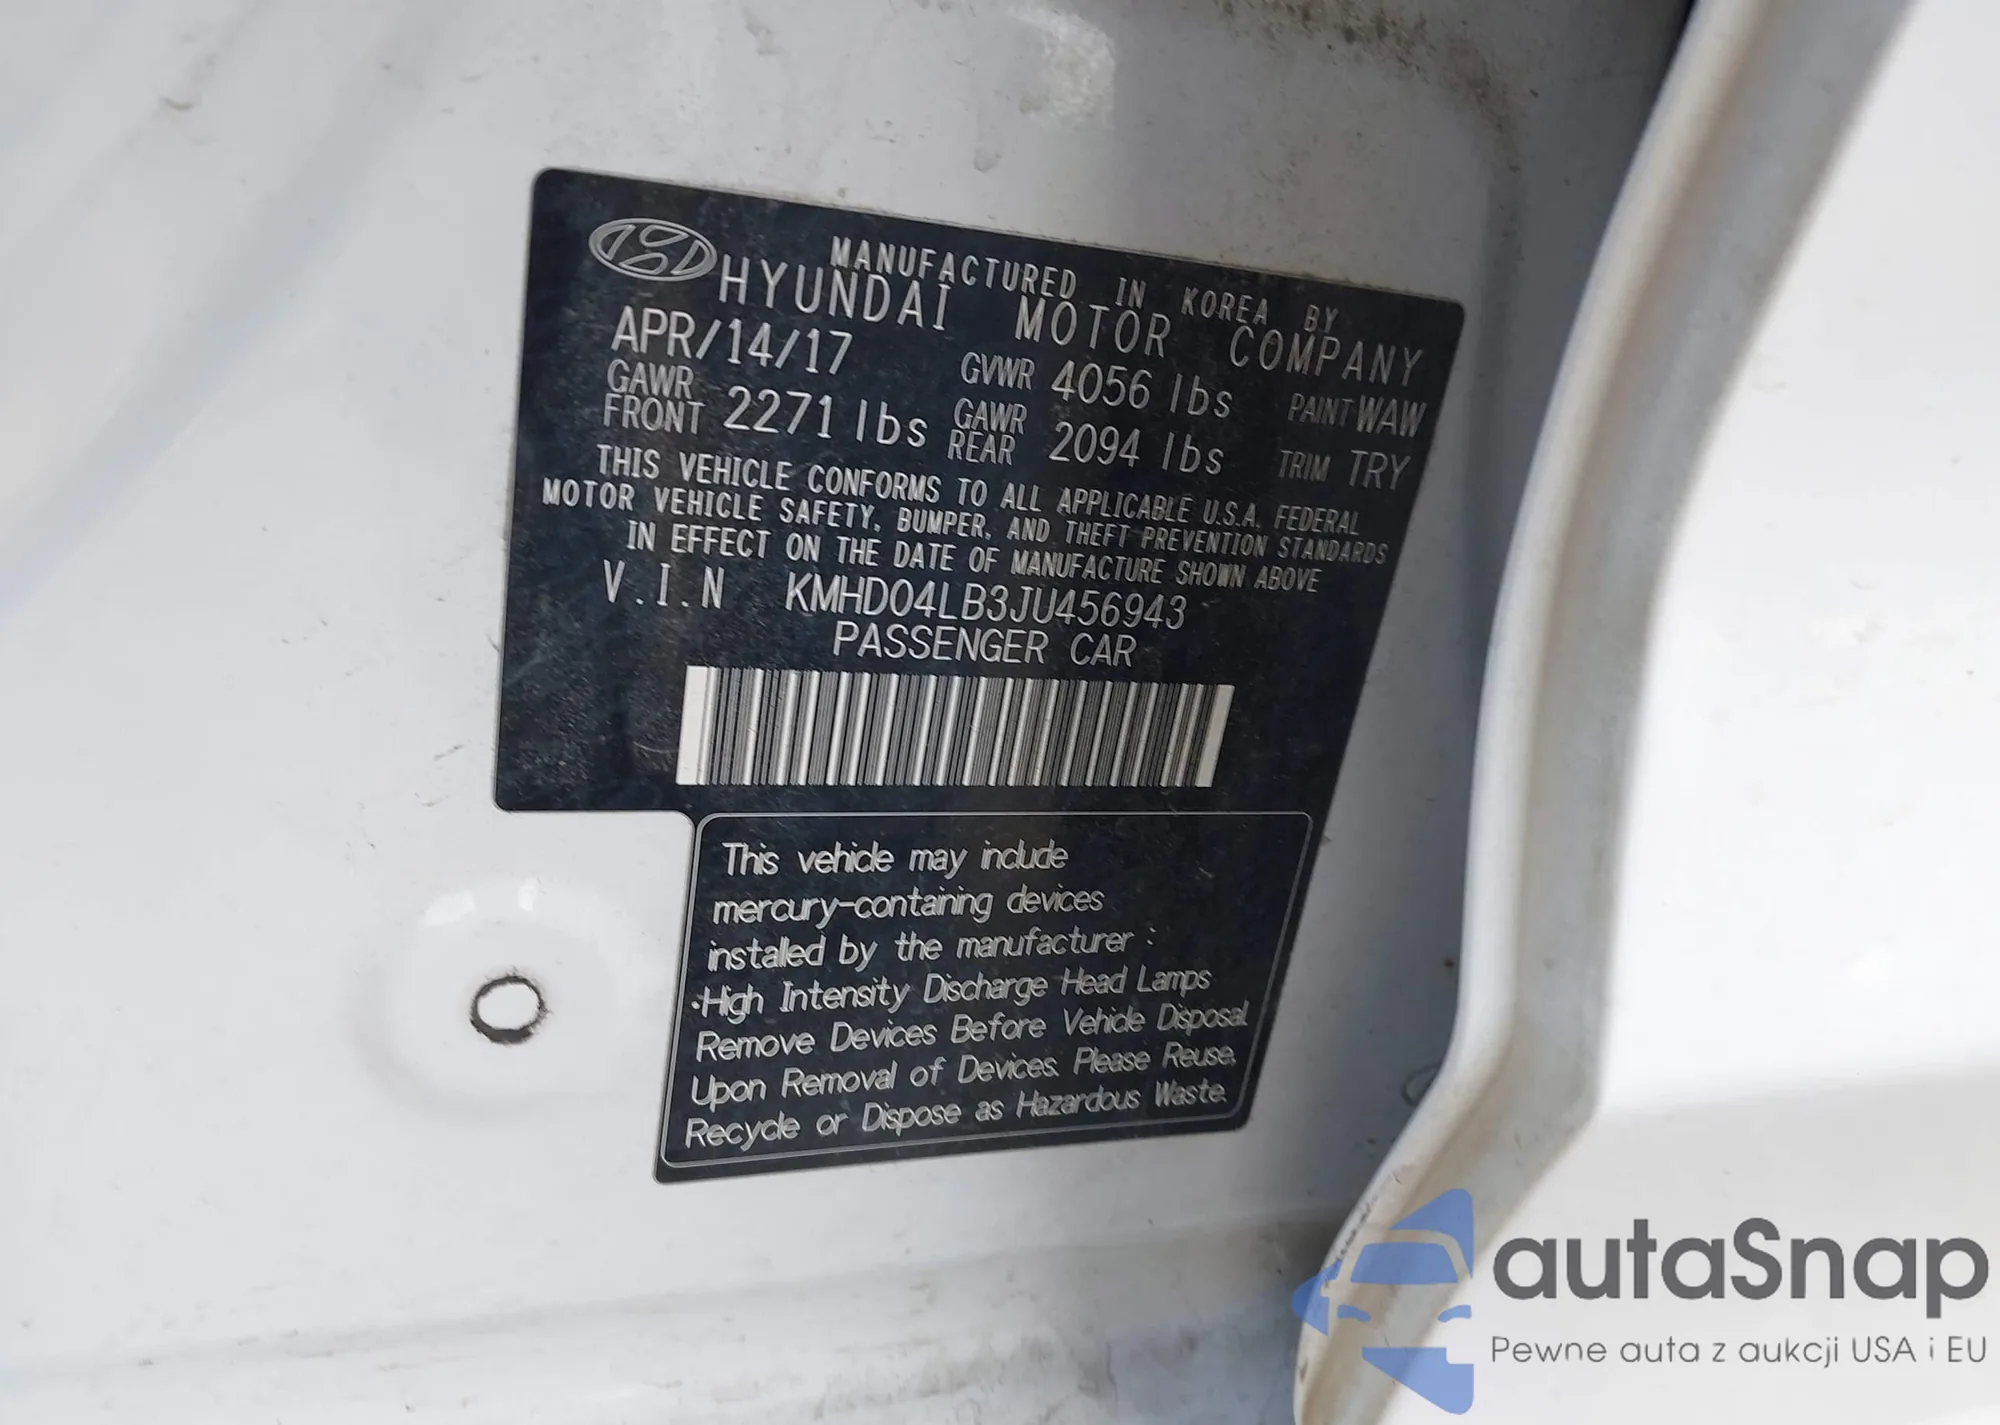 MANUFACTURED IN KOREA BY
HYUNDAI MOTOR COMPANY
APR/14/17 GVWR 4056 lbs PAINT WAW
GAWR FRONT 2271 lbs GAWR REAR 2094 lbs TRIM TRY
THIS VEHICLE CONFORMS TO ALL APPLICABLE U.S.A. FEDERAL
MOTOR VEHICLE SAFETY, BUMPER, AND THEFT PREVENTION STANDARDS
IN EFFECT ON THE DATE OF MANUFACTURE SHOWN ABOVE
V.I.N KMHD04LB3JU456943
PASSENGER CAR
This vehicle may include
mercury-containing devices
installed by the manufacturer :
·High Intensity Discharge Head Lamps
Remove Devices Before Vehicle Disposal.
Upon Removal of Devices. Please Reuse,
Recycle or Dispose as Hazardous Waste.
autaSnap
Pewne auta z aukcji USA i EU